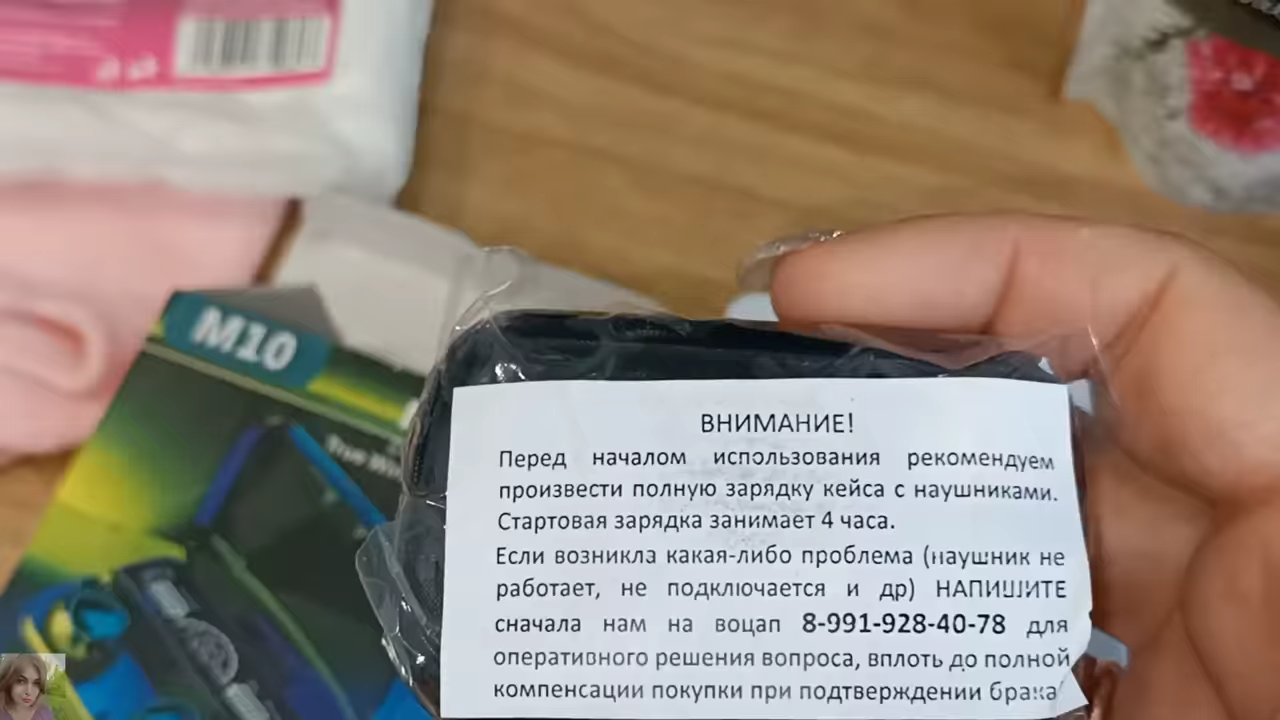 M10
ВНИМАНИЕ!
Перед началом использования рекомендуем
произвести полную зарядку кейса с наушниками.
Стартовая зарядка занимает 4 часа.
Если возникла какая-либо проблема (наушник не
работает, не подключается и др) НАПИШИТЕ
сначала нам на воцап 8-991-928-40-78 для
оперативного решения вопроса, вплоть до полной
компенсации покупки при подтверждении брака